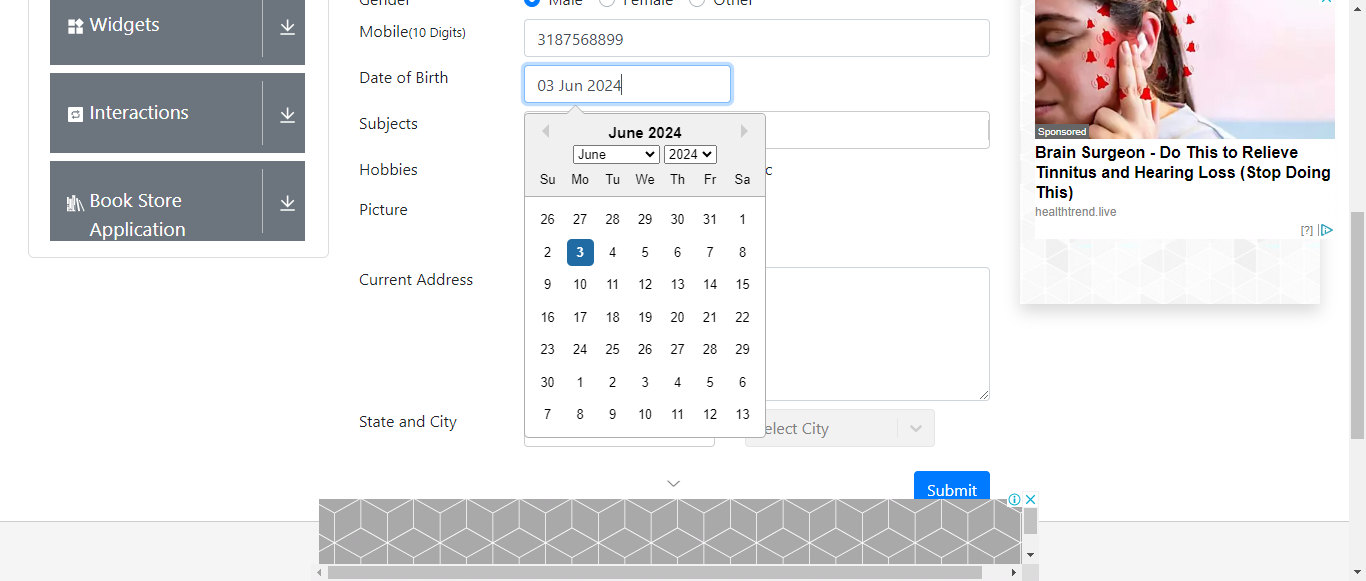 Widgets
Interactions
Book Store
Application
Gender
Male
Female
Other
Mobile(10 Digits)
3187568899
Date of Birth
03 Jun 2024
Subjects
June 2024
June
2024
Su Mo Tu We Th Fr Sa
26 27 28 29 30 31 1
2 3 4 5 6 7 8
9 10 11 12 13 14 15
16 17 18 19 20 21 22
23 24 25 26 27 28 29
30 1 2 3 4 5 6
7 8 9 10 11 12 13
Hobbies
c
Picture
Current Address
State and City
elect City
Submit
Sponsored
Brain Surgeon - Do This to Relieve
Tinnitus and Hearing Loss (Stop Doing
This)
healthtrend.live
[?]